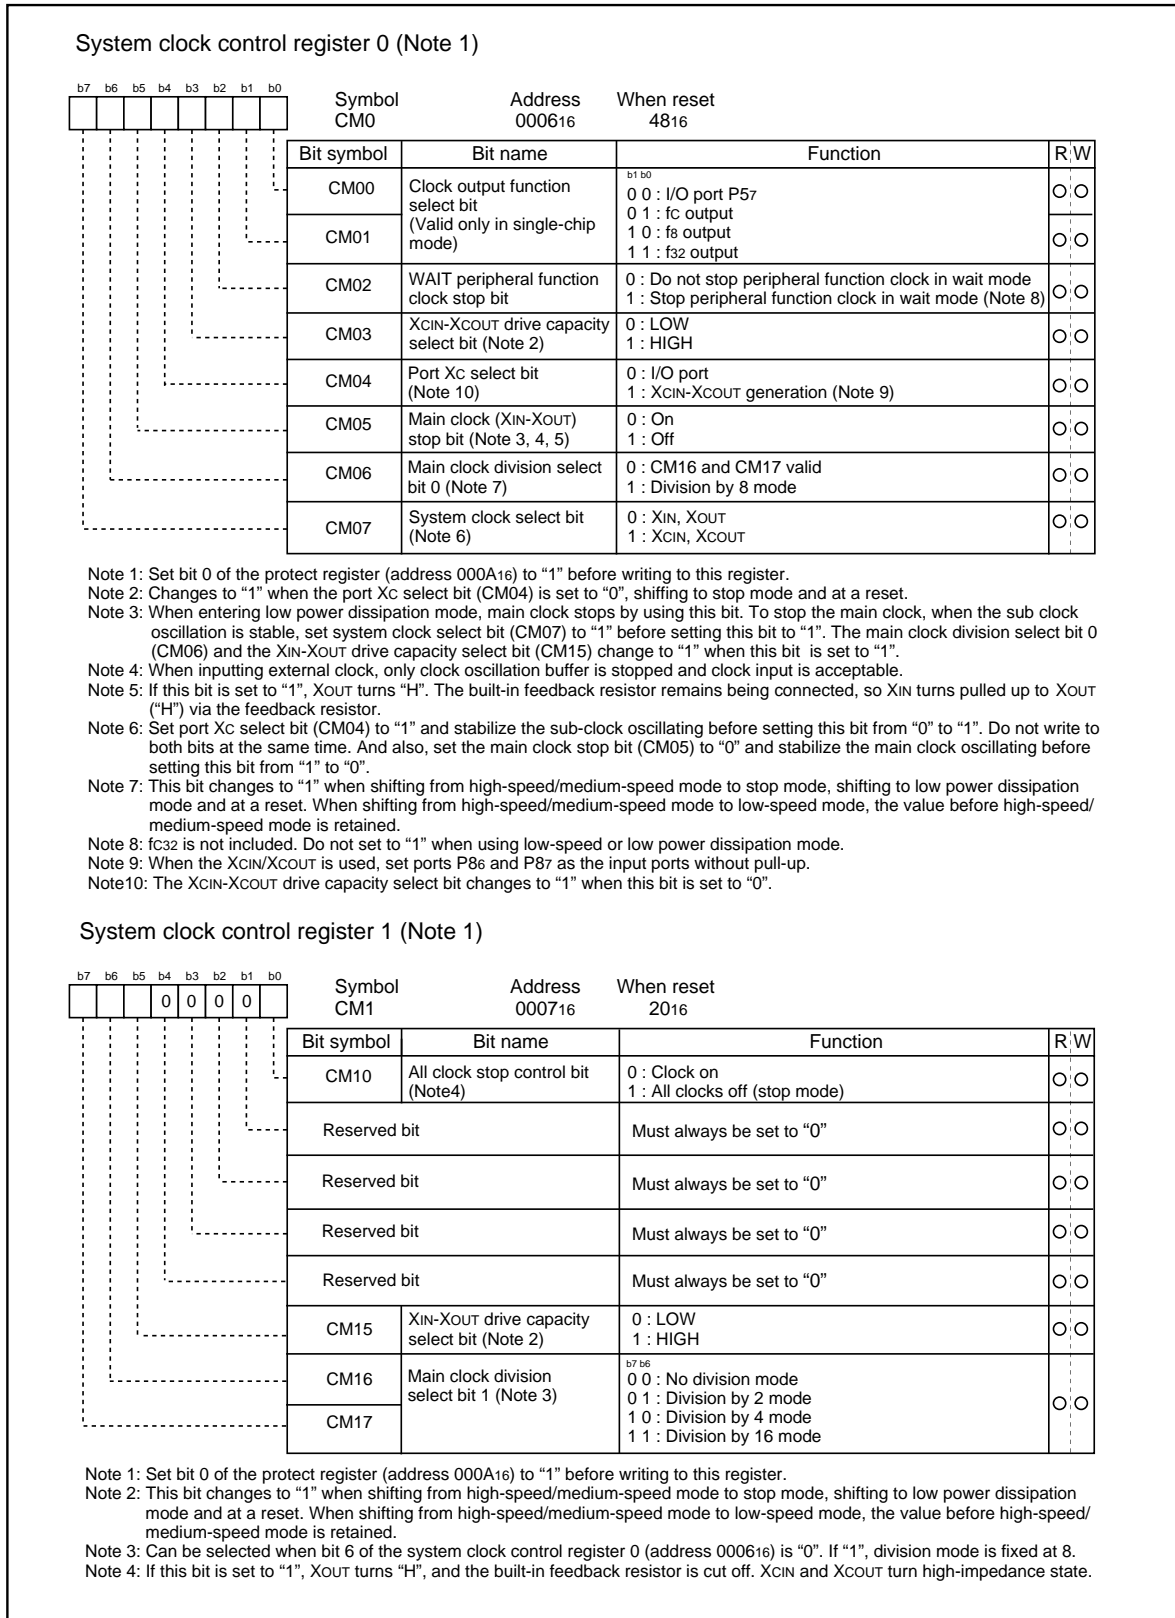 System clock control register 0 (Note 1)
b7 b6 b5 b4 b3 b2 b1 b0
Symbol Address When reset
CM0 000616 4816
Bit symbol Bit name Function R W
CM00 Clock output function select bit (Valid only in single-chip mode)
b1 b0
0 0 : I/O port P57
CM01
0 1 : fC output
1 0 : f8 output
1 1 : f32 output
CM02 WAIT peripheral function 0 : Do not stop peripheral function clock in wait mode
clock stop bit 1 : Stop peripheral function clock in wait mode (Note 8)
CM03 XCIN-XCOUT drive capacity 0 : LOW
select bit (Note 2) 1 : HIGH
CM04 Port XC select bit 0 : I/O port
(Note 10) 1 : XCIN-XCOUT generation (Note 9)
CM05 Main clock (XIN-XOUT) 0 : On
stop bit (Note 3, 4, 5) 1 : Off
CM06 Main clock division select 0 : CM16 and CM17 valid
bit 0 (Note 7) 1 : Division by 8 mode
CM07 System clock select bit 0 : XIN, XOUT
(Note 6) 1 : XCIN, XCOUT
Note 1: Set bit 0 of the protect register (address 000A16) to “1” before writing to this register.
Note 2: Changes to “1” when the port XC select bit (CM04) is set to “0”, shiffing to stop mode and at a reset.
Note 3: When entering low power dissipation mode, main clock stops by using this bit. To stop the main clock, when the sub clock
oscillation is stable, set system clock select bit (CM07) to “1” before setting this bit to “1”. The main clock division select bit 0
(CM06) and the XIN-XOUT drive capacity select bit (CM15) change to “1” when this bit is set to “1”.
Note 4: When inputting external clock, only clock oscillation buffer is stopped and clock input is acceptable.
Note 5: If this bit is set to “1”, XOUT turns “H”. The built-in feedback resistor remains being connected, so XIN turns pulled up to XOUT
(“H”) via the feedback resistor.
Note 6: Set port XC select bit (CM04) to “1” and stabilize the sub-clock oscillating before setting this bit from “0” to “1”. Do not write to
both bits at the same time. And also, set the main clock stop bit (CM05) to “0” and stabilize the main clock oscillating before
setting this bit from “1” to “0”.
Note 7: This bit changes to “1” when shifting from high-speed/medium-speed mode to stop mode, shifting to low power dissipation
mode and at a reset. When shifting from high-speed/medium-speed mode to low-speed mode, the value before high-speed/
medium-speed mode is retained.
Note 8: fC32 is not included. Do not set to “1” when using low-speed or low power dissipation mode.
Note 9: When the XCIN/XCOUT is used, set ports P86 and P87 as the input ports without pull-up.
Note10: The XCIN-XCOUT drive capacity select bit changes to “1” when this bit is set to “0”.
System clock control register 1 (Note 1)
b7 b6 b5 b4 b3 b2 b1 b0
0 0 0 0
Symbol Address When reset
CM1 000716 2016
Bit symbol Bit name Function R W
CM10 All clock stop control bit 0 : Clock on
(Note4) 1 : All clocks off (stop mode)
Reserved bit Must always be set to “0”
Reserved bit Must always be set to “0”
Reserved bit Must always be set to “0”
Reserved bit Must always be set to “0”
CM15 XIN-XOUT drive capacity 0 : LOW
select bit (Note 2) 1 : HIGH
b7 b6
CM16 Main clock division 0 0 : No division mode
select bit 1 (Note 3) 0 1 : Division by 2 mode
CM17 1 0 : Division by 4 mode
1 1 : Division by 16 mode
Note 1: Set bit 0 of the protect register (address 000A16) to “1” before writing to this register.
Note 2: This bit changes to “1” when shifting from high-speed/medium-speed mode to stop mode, shifting to low power dissipation
mode and at a reset. When shifting from high-speed/medium-speed mode to low-speed mode, the value before high-speed/
medium-speed mode is retained.
Note 3: Can be selected when bit 6 of the system clock control register 0 (address 000616) is “0”. If “1”, division mode is fixed at 8.
Note 4: If this bit is set to “1”, XOUT turns “H”, and the built-in feedback resistor is cut off. XCIN and XCOUT turn high-impedance state.